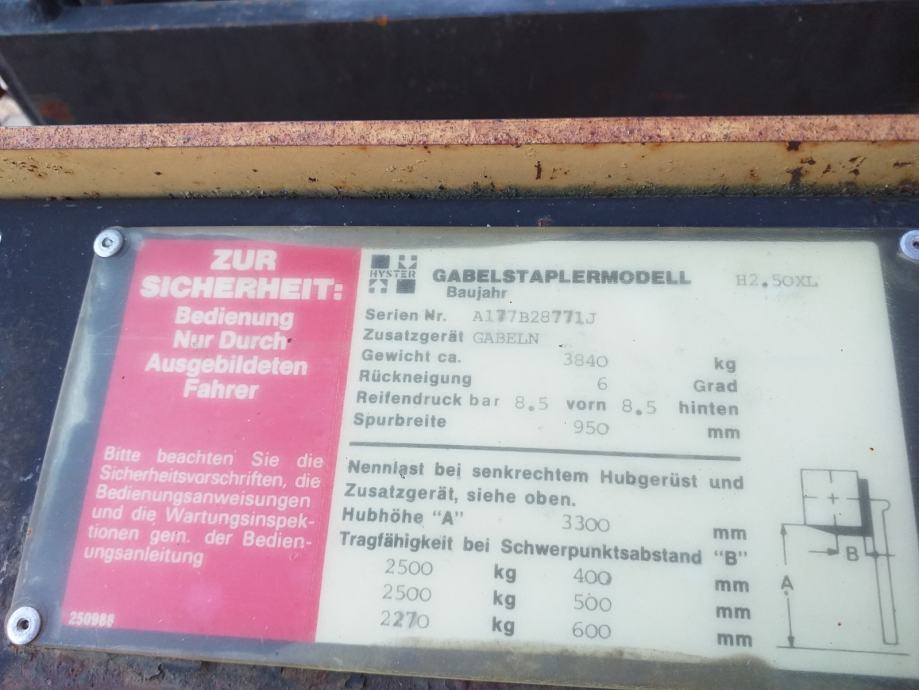 ZUR
SICHERHEIT:
Bedienung
Nur Durch
Ausgebildeten
Fahrer
Bitte beachten Sie die
Sicherheitsvorschriften, die
Bedienungsanweisungen
und die Wartungsinspek-
tionen gem. der Bedien-
ungsanleitung
250988
HYSTER
GABELSTAPLERMODELL H2.50XL
Baujahr
Serien Nr. A177B28771J
Zusatzgerät GABELN
Gewicht ca. 3840 kg
Rückneigung 6 Grad
Reifendruck bar 8.5 vorn 8.5 hinten
Spurbreite 950 mm
Nennlast bei senkrechtem Hubgerüst und
Zusatzgerät, siehe oben.
Hubhöhe "A" 3300 mm
Tragfähigkeit bei Schwerpunktsabstand "B"
2500 kg 400 mm
2500 kg 500 mm
2270 kg 600 mm
B
A